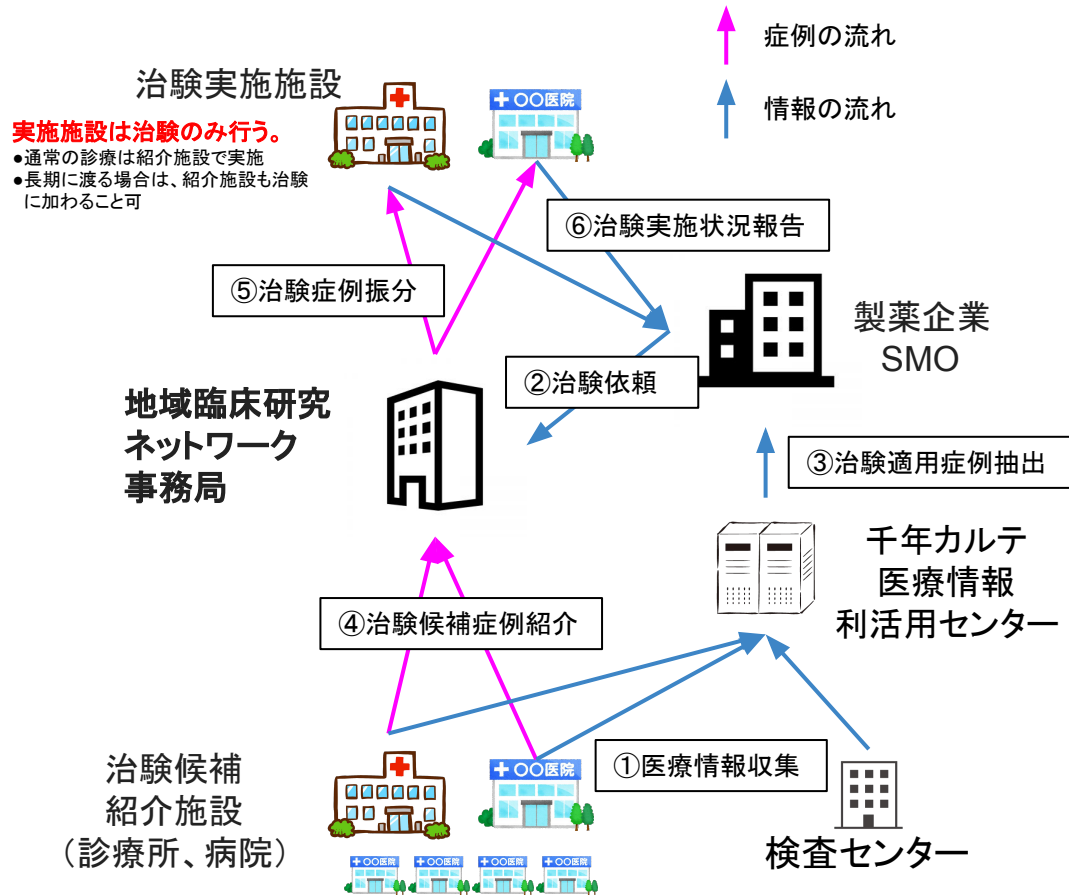 症例の流れ
情報の流れ
治験実施施設
○○医院
実施施設は治験のみ行う。
●通常の診療は紹介施設で実施
●長期に渡る場合は、紹介施設も治験
に加わること可
⑥治験実施状況報告
⑤治験症例振分
製薬企業
SMO
②治験依頼
地域臨床研究
ネットワーク
事務局
③治験適用症例抽出
千年カルテ
医療情報
利活用センター
④治験候補症例紹介
治験候補
紹介施設
（診療所、病院）
○○医院
①医療情報収集
検査センター
○○医院
○○医院
○○医院
○○医院